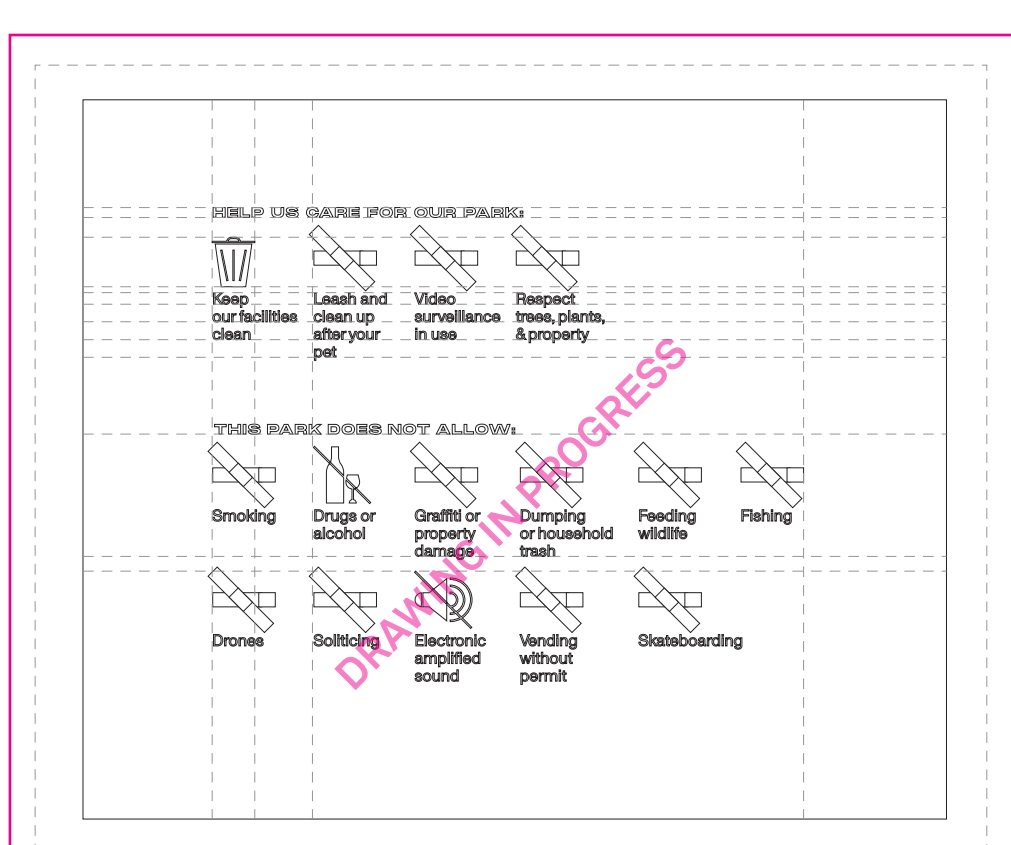 HELP US CARE FOR OUR PARK:
Keep
our facilities
clean
Leash and
clean up
after your
pet
Video
surveillance
in use
Respect
trees, plants,
& property
THIS PARK DOES NOT ALLOW:
Smoking
Drugs or
alcohol
Graffiti or
property
damage
Dumping
or household
trash
Feeding
wildlife
Fishing
Drones
Soliticing
Electronic
amplified
sound
Vending
without
permit
Skateboarding
DRAWING IN PROGRESS